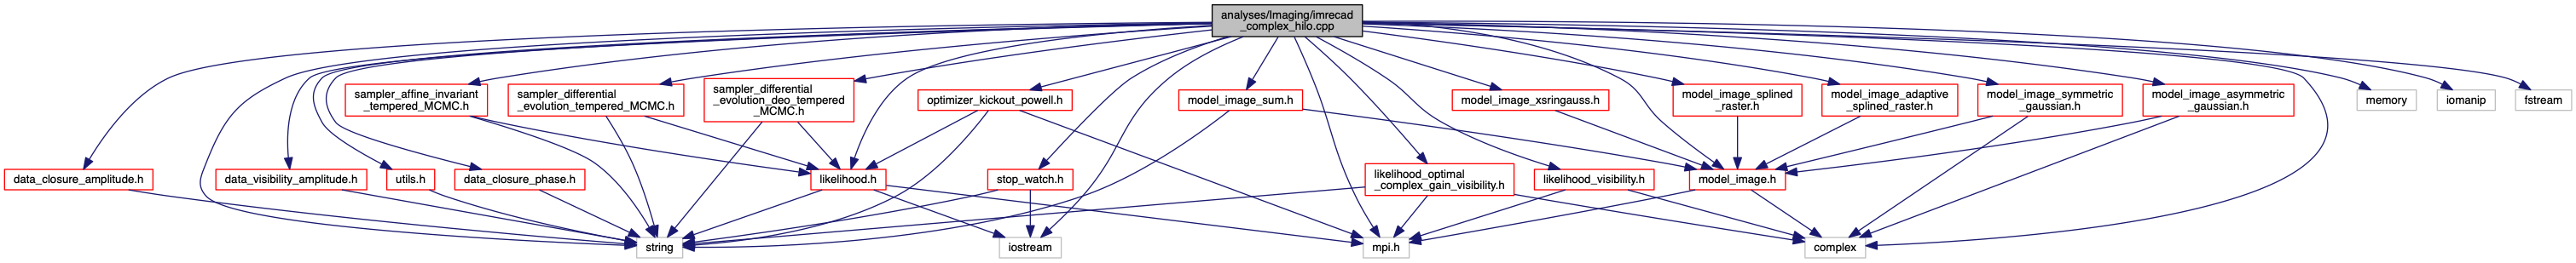 analyses/Imaging/imrecad
_complex_hilo.cpp
sampler_affine_invariant
_tempered_MCMC.h
sampler_differential
_evolution_tempered_MCMC.h
sampler_differential
_evolution_deo_tempered
_MCMC.h
optimizer_kickout_powell.h
model_image_sum.h
model_image_xsringauss.h
model_image_splined
_raster.h
model_image_adaptive
_splined_raster.h
model_image_symmetric
_gaussian.h
model_image_asymmetric
_gaussian.h
memory
iomanip
fstream
data_closure_amplitude.h
data_visibility_amplitude.h
utils.h
data_closure_phase.h
likelihood.h
stop_watch.h
likelihood_optimal
_complex_gain_visibility.h
likelihood_visibility.h
model_image.h
string
iostream
mpi.h
complex